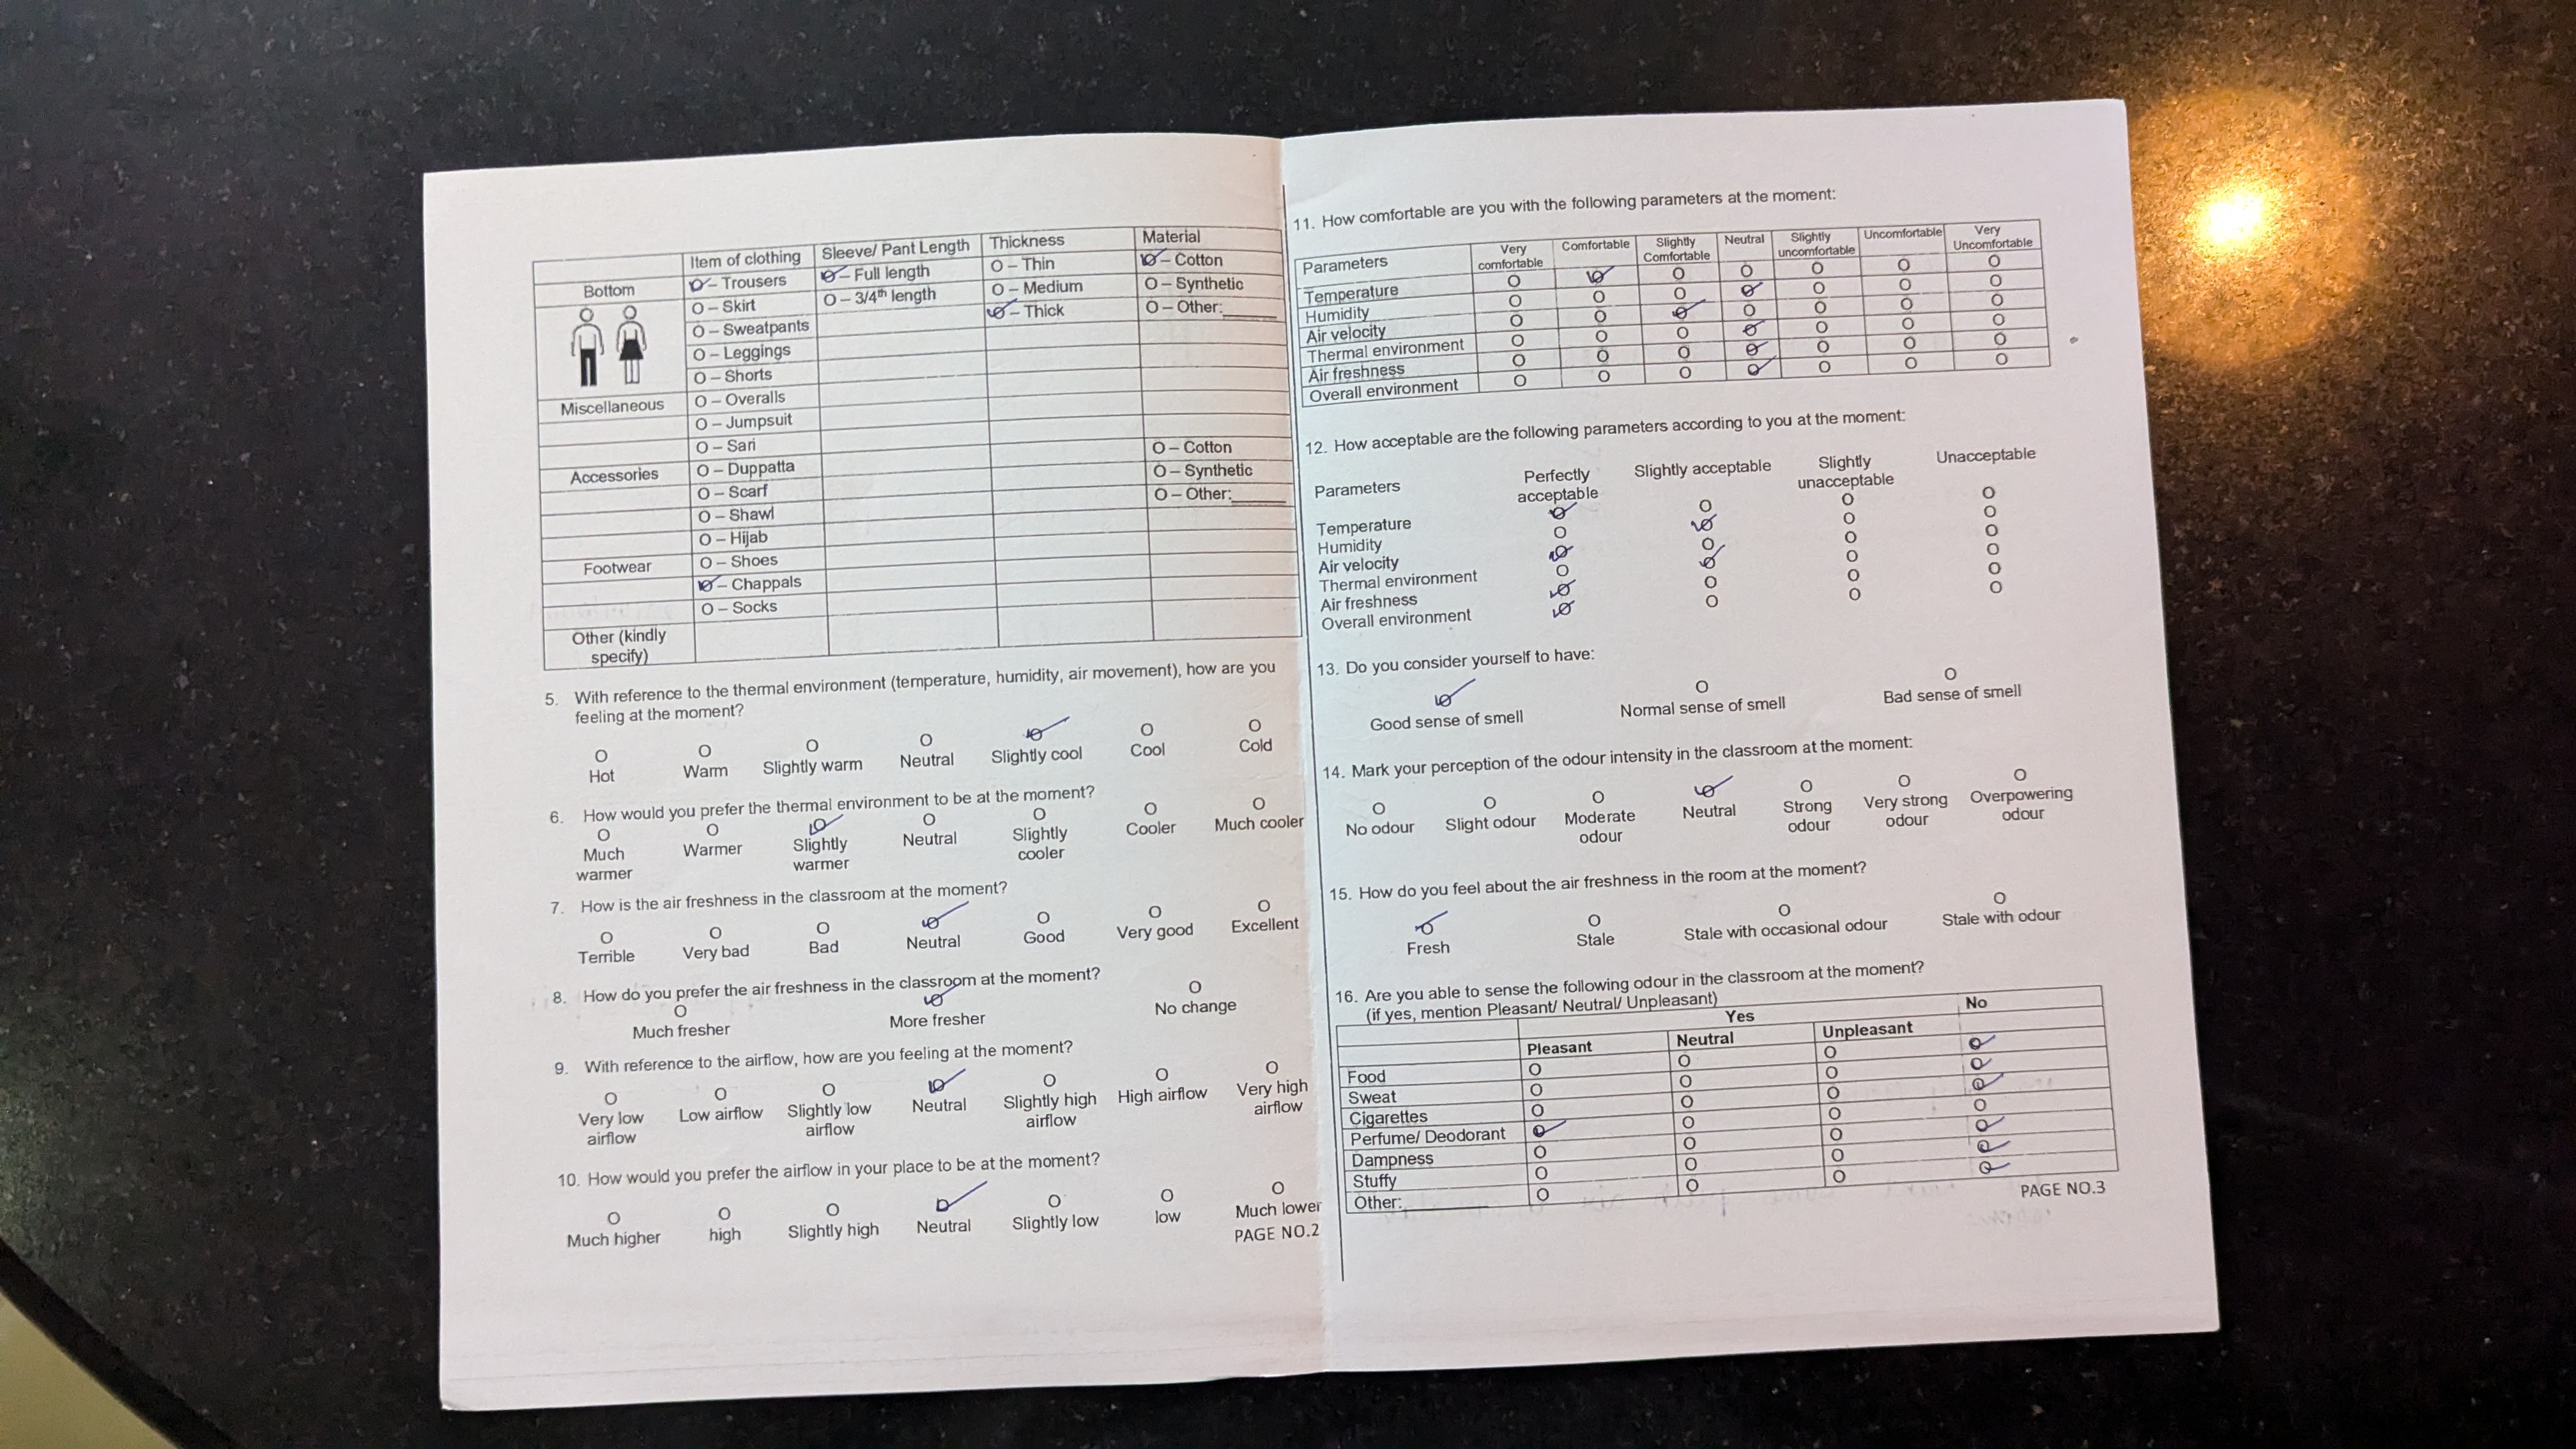 Item of clothing Sleeve/ Pant Length Thickness Material
Bottom O – Trousers O – Full length O – Thin O – Cotton
O – Skirt O – 3/4th length O – Medium O – Synthetic
O – Sweatpants O – Thick O – Other:______
O – Leggings
O – Shorts
Miscellaneous O – Overalls
O – Jumpsuit
O – Sari O – Cotton
Accessories O – Duppatta O – Synthetic
O – Scarf O – Other:______
O – Shawl
O – Hijab
Footwear O – Shoes
O – Chappals
O – Socks
Other (kindly
specify)
5. With reference to the thermal environment (temperature, humidity, air movement), how are you
feeling at the moment?
O O O O O O O
Hot Warm Slightly warm Neutral Slightly cool Cool Cold
6. How would you prefer the thermal environment to be at the moment?
O O O O O O O
Much Warmer Slightly Neutral Slightly Cooler Much cooler
warmer warmer cooler
7. How is the air freshness in the classroom at the moment?
O O O O O O O
Terrible Very bad Bad Neutral Good Very good Excellent
8. How do you prefer the air freshness in the classroom at the moment?
O O O
Much fresher More fresher No change
9. With reference to the airflow, how are you feeling at the moment?
O O O O O O O
Very low Low airflow Slightly low Neutral Slightly high High airflow Very high
airflow airflow airflow airflow
10. How would you prefer the airflow in your place to be at the moment?
O O O O O O O
Much higher high Slightly high Neutral Slightly low low Much lower
PAGE NO.2
11. How comfortable are you with the following parameters at the moment:
Parameters Very Comfortable Slightly Neutral Slightly Uncomfortable Very
comfortable Comfortable uncomfortable Uncomfortable
Temperature O O O O O O O
Humidity O O O O O O O
Air velocity O O O O O O O
Thermal environment O O O O O O O
Air freshness O O O O O O O
Overall environment O O O O O O O
12. How acceptable are the following parameters according to you at the moment:
Parameters Perfectly Slightly acceptable Slightly Unacceptable
acceptable unacceptable
Temperature O O O O
Humidity O O O O
Air velocity O O O O
Thermal environment O O O O
Air freshness O O O O
Overall environment O O O O
13. Do you consider yourself to have:
O O O
Good sense of smell Normal sense of smell Bad sense of smell
14. Mark your perception of the odour intensity in the classroom at the moment:
O O O O O O O
No odour Slight odour Moderate Neutral Strong Very strong Overpowering
odour odour odour odour
15. How do you feel about the air freshness in the room at the moment?
O O O O
Fresh Stale Stale with occasional odour Stale with odour
16. Are you able to sense the following odour in the classroom at the moment?
(if yes, mention Pleasant/ Neutral/ Unpleasant)
Yes No
Pleasant Neutral Unpleasant
Food O O O O
Sweat O O O O
Cigarettes O O O O
Perfume/ Deodorant O O O O
Dampness O O O O
Stuffy O O O O
Other:__________ O O O O
PAGE NO.3